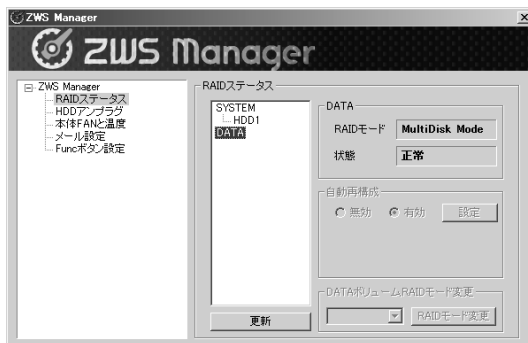 ZWS Manager
ZWS Manager
ZWS Manager
RAIDステータス
HDDアンプラグ
本体FANと温度
メール設定
Funcボタン設定
RAIDステータス
SYSTEM
HDD1
DATA
更新
DATA
RAIDモード MultiDisk Mode
状態 正常
自動再構成
無効 有効 設定
DATAボリュームRAIDモード変更
RAIDモード変更